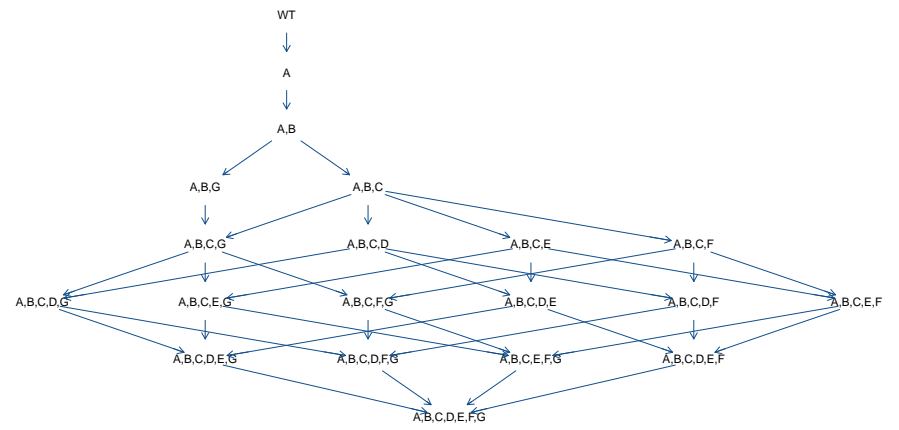 WT
A
A,B
A,B,G A,B,C
A,B,C,G A,B,C,D A,B,C,E A,B,C,F
A,B,C,D,G A,B,C,E,G A,B,C,F,G A,B,C,D,E A,B,C,D,F A,B,C,E,F
A,B,C,D,E,G A,B,C,D,F,G A,B,C,E,F,G A,B,C,D,E,F
A,B,C,D,E,F,G